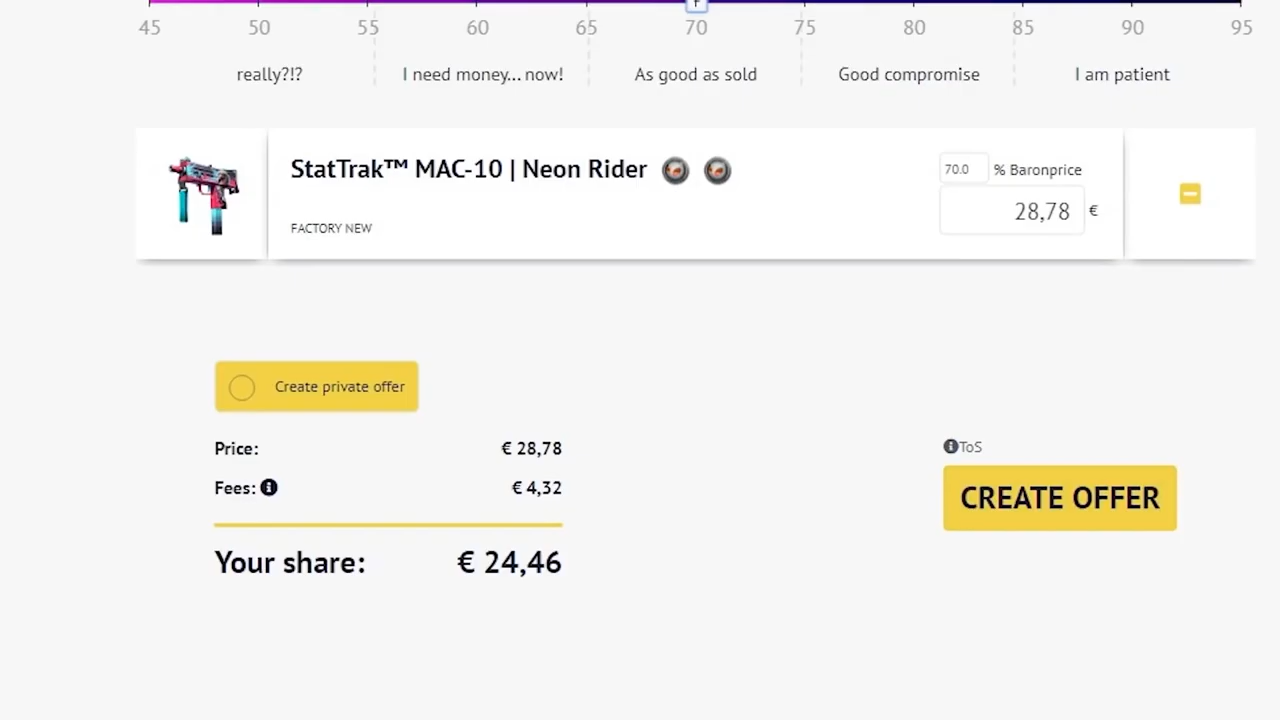 45 50 55 60 65 70 75 80 85 90 95
really?!? I need money... now! As good as sold Good compromise I am patient
StatTrak™ MAC-10 | Neon Rider
70.0 % Baronprice
28,78 €
FACTORY NEW
Create private offer
Price: € 28,78
ToS
Fees: € 4,32
CREATE OFFER
Your share: € 24,46